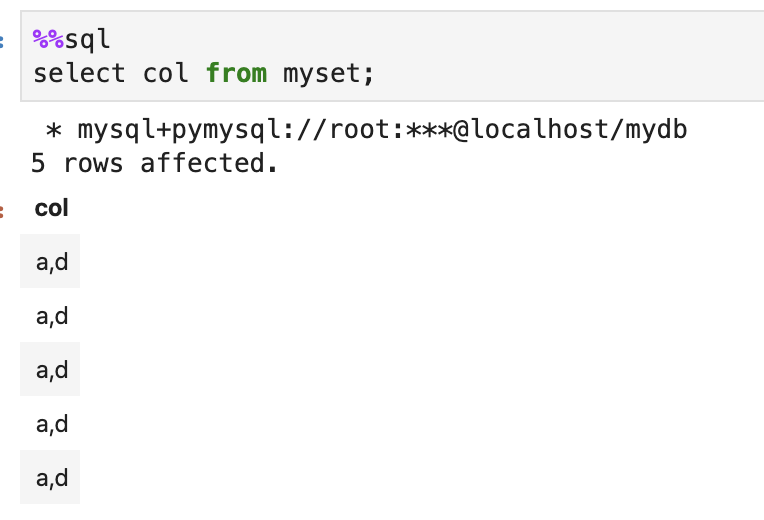 %%sql
select col from myset;
* mysql+pymysql://root:***@localhost/mydb
5 rows affected.
col
a,d
a,d
a,d
a,d
a,d